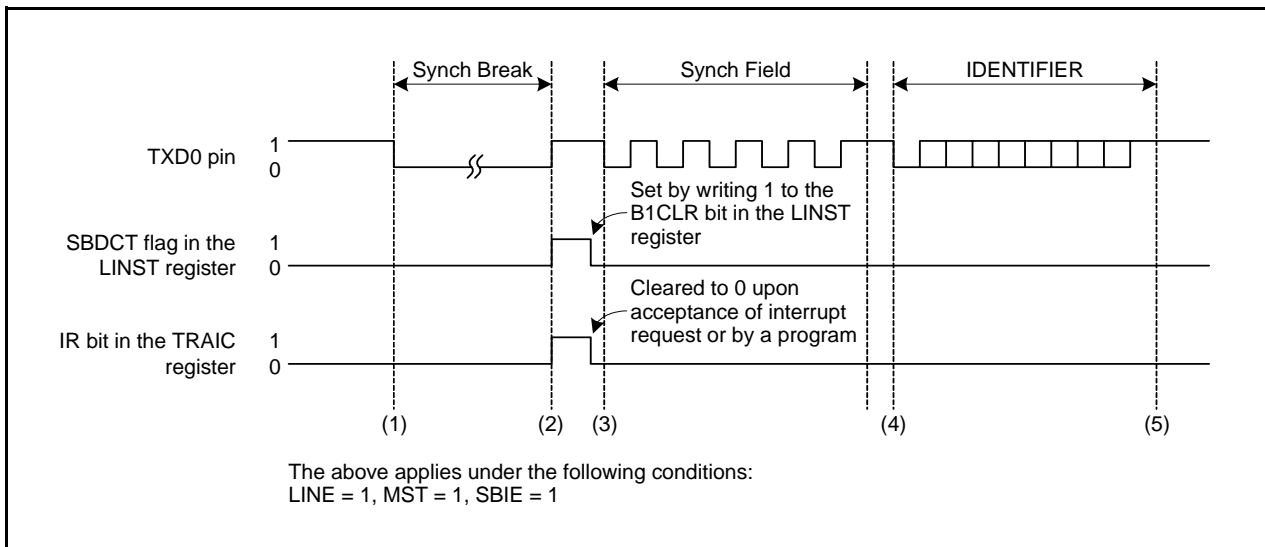 Synch Break
Synch Field
IDENTIFIER
TXD0 pin
1
0
Set by writing 1 to the
B1CLR bit in the LINST
register
SBDCT flag in the
LINST register
1
0
Cleared to 0 upon
acceptance of interrupt
request or by a program
IR bit in the TRAIC
register
1
0
(1)
(2)
(3)
(4)
(5)
The above applies under the following conditions:
LINE = 1, MST = 1, SBIE = 1